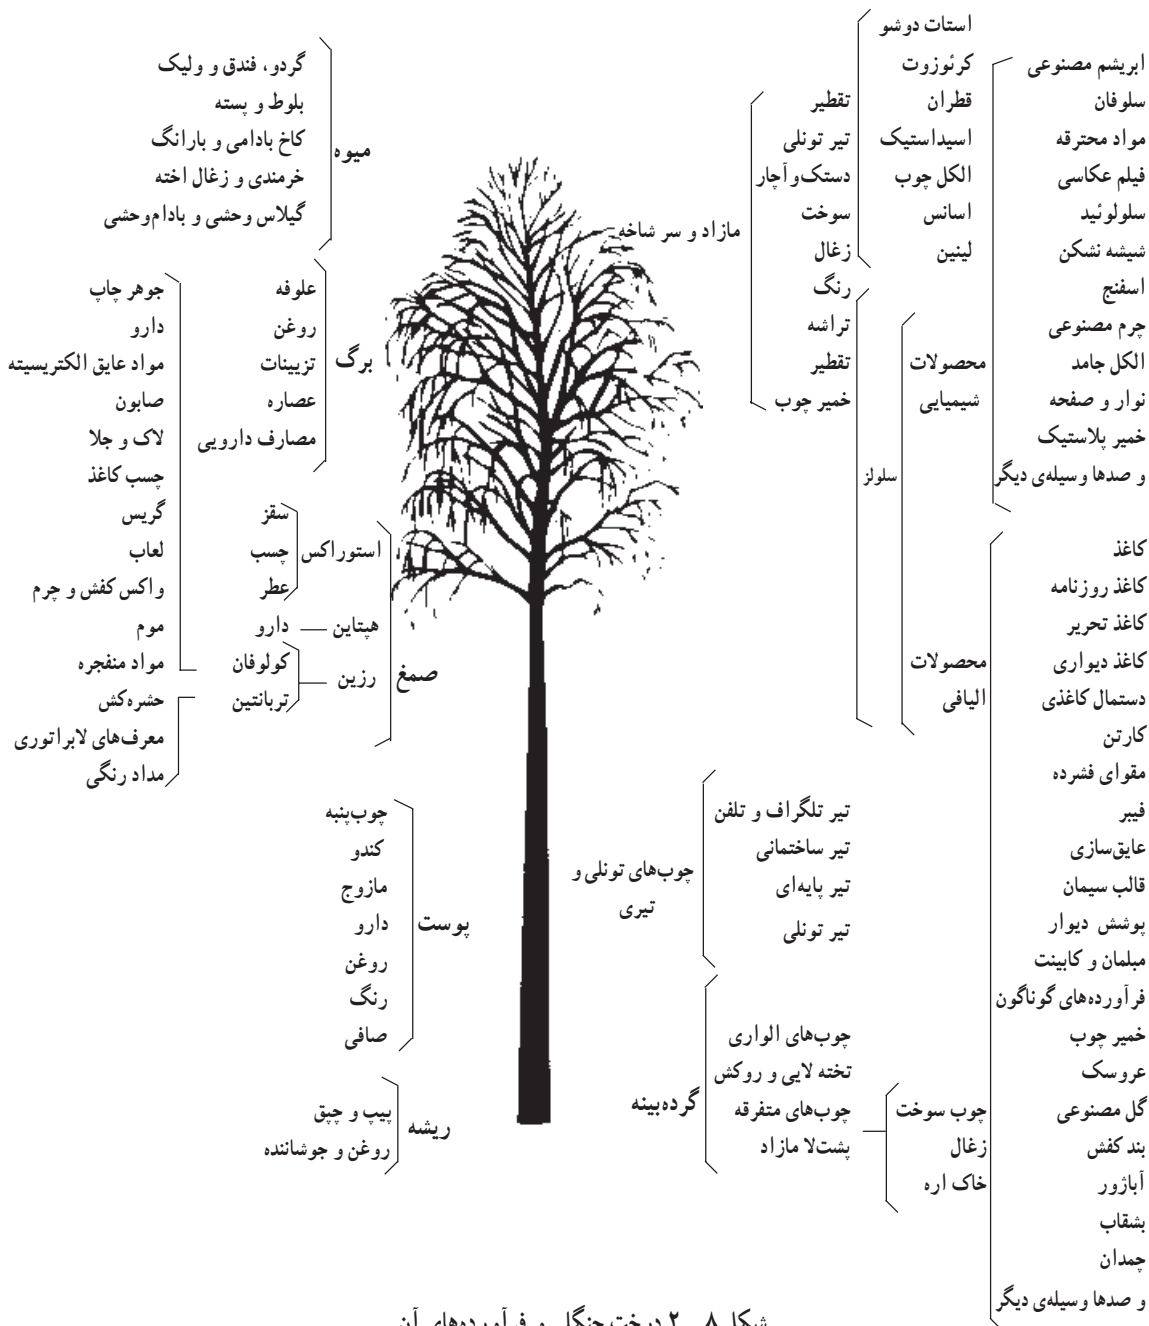 استات دوشو
کرئوزوت
قطران
اسیداستیک
الکل چوب
اسانس
لینین
ابریشم مصنوعی
سلوفان
مواد محترقه
فیلم عکاسی
سلولوئید
شیشه نشکن
اسفنج
چرم مصنوعی
الکل جامد
نوار و صفحه
خمیر پلاستیک
و صدها وسیله‌ی دیگر
محصولات
شیمیایی
سلولز
محصولات
الیافی
کاغذ
کاغذ روزنامه
کاغذ تحریر
کاغذ دیواری
دستمال کاغذی
کارتن
مقوای فشرده
فیبر
عایق‌سازی
قالب سیمان
پوشش دیوار
مبلمان و کابینت
فرآورده‌های گوناگون
خمیر چوب
عروسک
گل مصنوعی
بند کفش
آباژور
بشقاب
چمدان
و صدها وسیله‌ی دیگر
مازاد و سر شاخه
تقطیر
تیر تونلی
دستک و آچار
سوخت
زغال
رنگ
تراشه
تقطیر
خمیر چوب
چوب‌های تونلی و
تیری
تیر تلگراف و تلفن
تیر ساختمانی
تیر پایه‌ای
تیر تونلی
گرده‌بینه
چوب‌های الواری
تخته لایی و روکش
چوب‌های متفرقه
پشت‌لا مازاد
چوب سوخت
زغال
خاک اره
میوه
گردو، فندق و ولیک
بلوط و پسته
کاخ بادامی و بارانگ
خرمندی و زغال اخته
گیلاس وحشی و بادام‌وحشی
برگ
علوفه
روغن
تزیینات
عصاره
مصارف دارویی
صمغ
استوراکس
سقز
چسب
عطر
هپتاین
دارو
رزین
کولوفان
تربانتین
جوهر چاپ
دارو
مواد عایق الکتریسیته
صابون
لاک و جلا
چسب کاغذ
گریس
لعاب
واکس کفش و چرم
موم
مواد منفجره
حشره‌کش
معرف‌های لابراتوری
مداد رنگی
پوست
چوب‌پنبه
کندو
مازوج
دارو
روغن
رنگ
صافی
ریشه
پیپ و چپق
روغن و جوشاننده
شکل ۸ ــ ۲ درخت جنگلی و فرآورده‌های آن